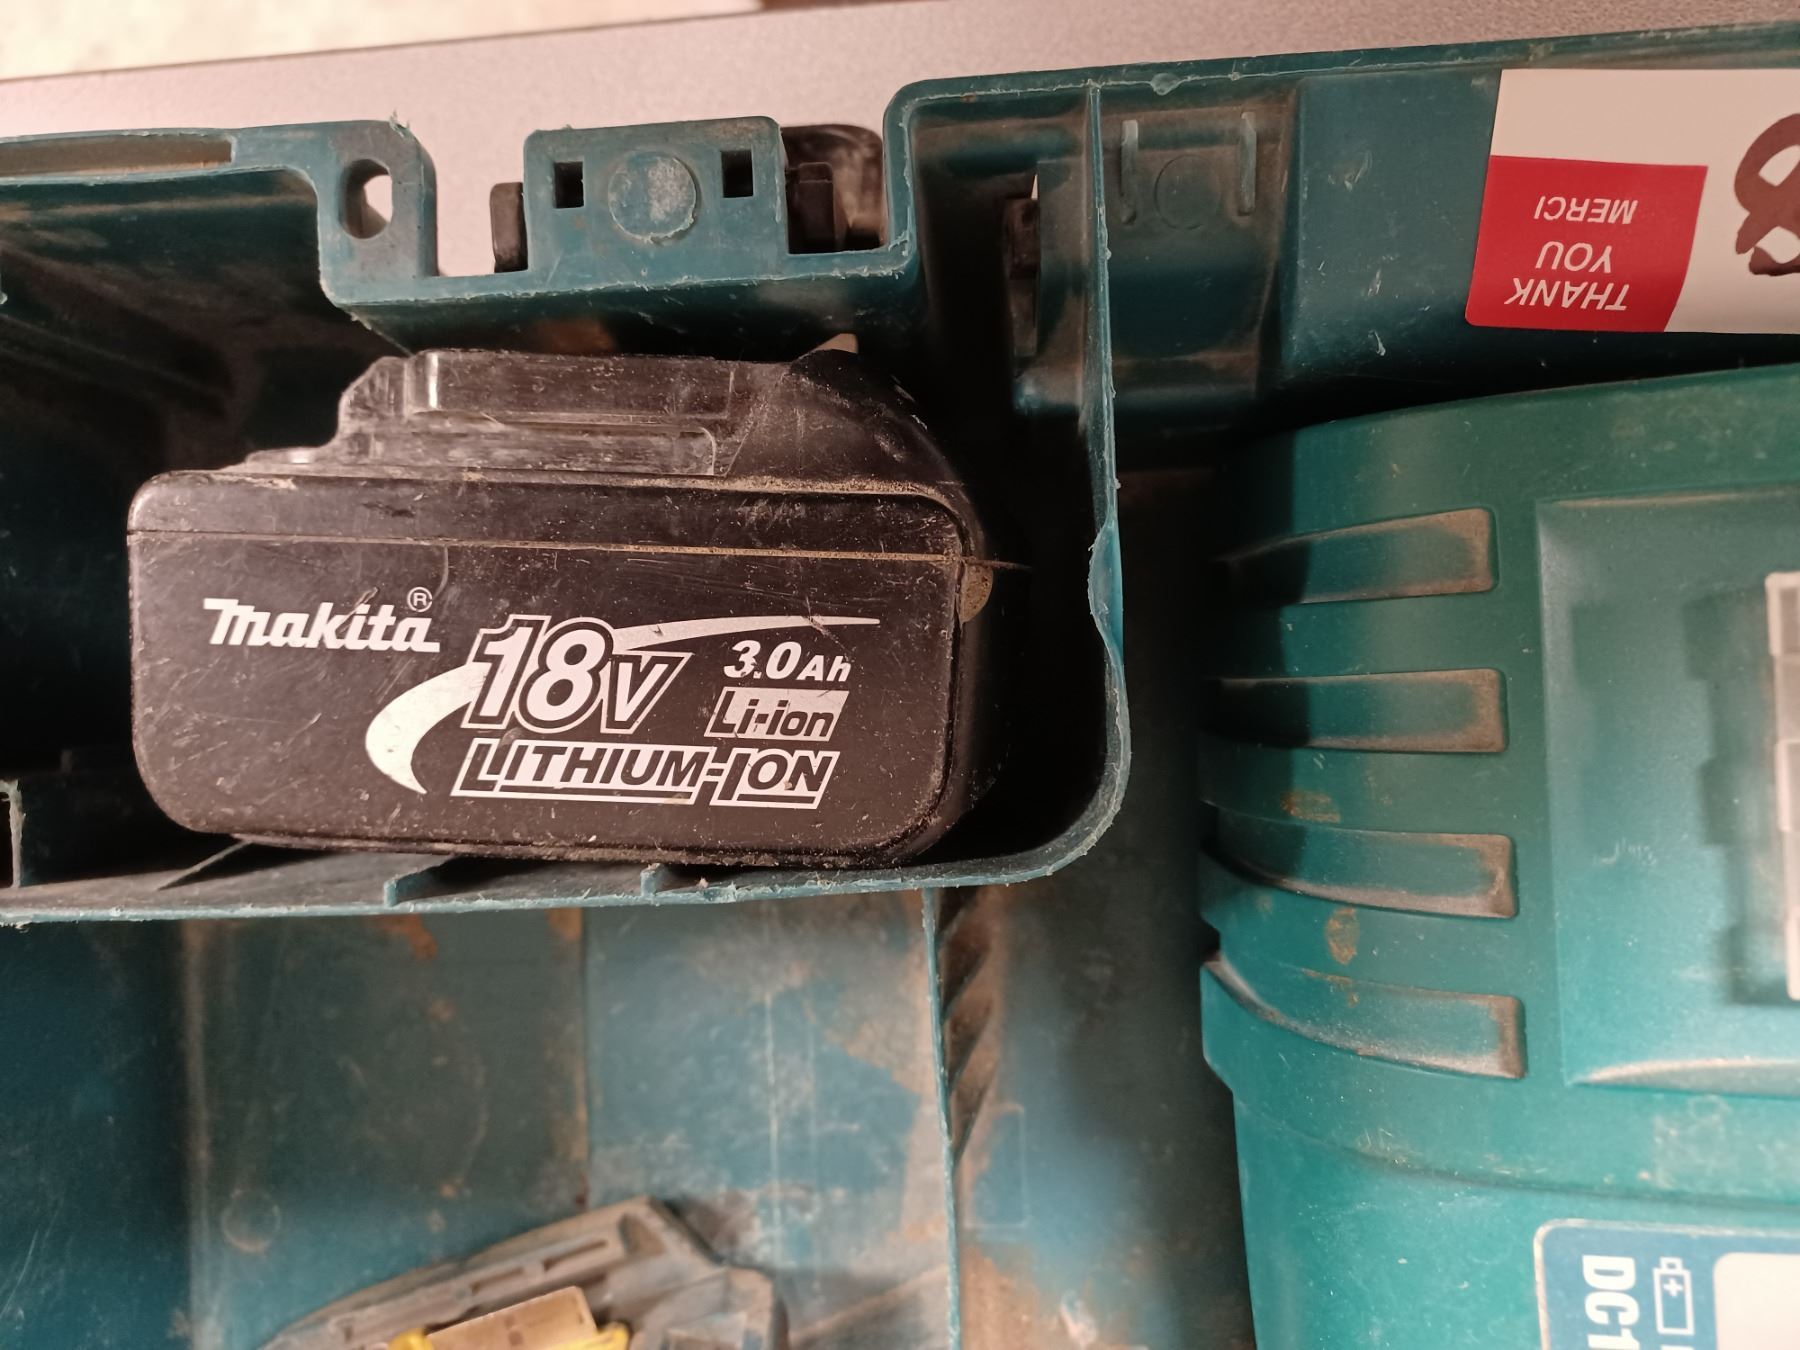 makita®
18V
3.0Ah
Li-ion
LITHIUM-ION
THANK
YOU
MERCI
DC1